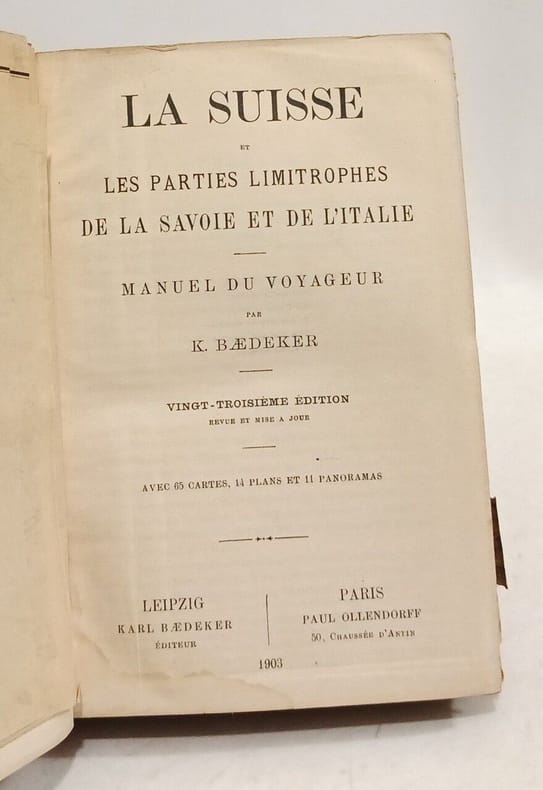 LA SUISSE
ET
LES PARTIES LIMITROPHES
DE LA SAVOIE ET DE L'ITALIE
MANUEL DU VOYAGEUR
PAR
K. BÆDEKER
VINGT-TROISIÈME ÉDITION
REVUE ET MISE A JOUR
AVEC 65 CARTES, 14 PLANS ET 11 PANORAMAS
LEIPZIG
KARL BÆDEKER
ÉDITEUR
PARIS
PAUL OLLENDORFF
50, CHAUSSÉE D'ANTIN
1903